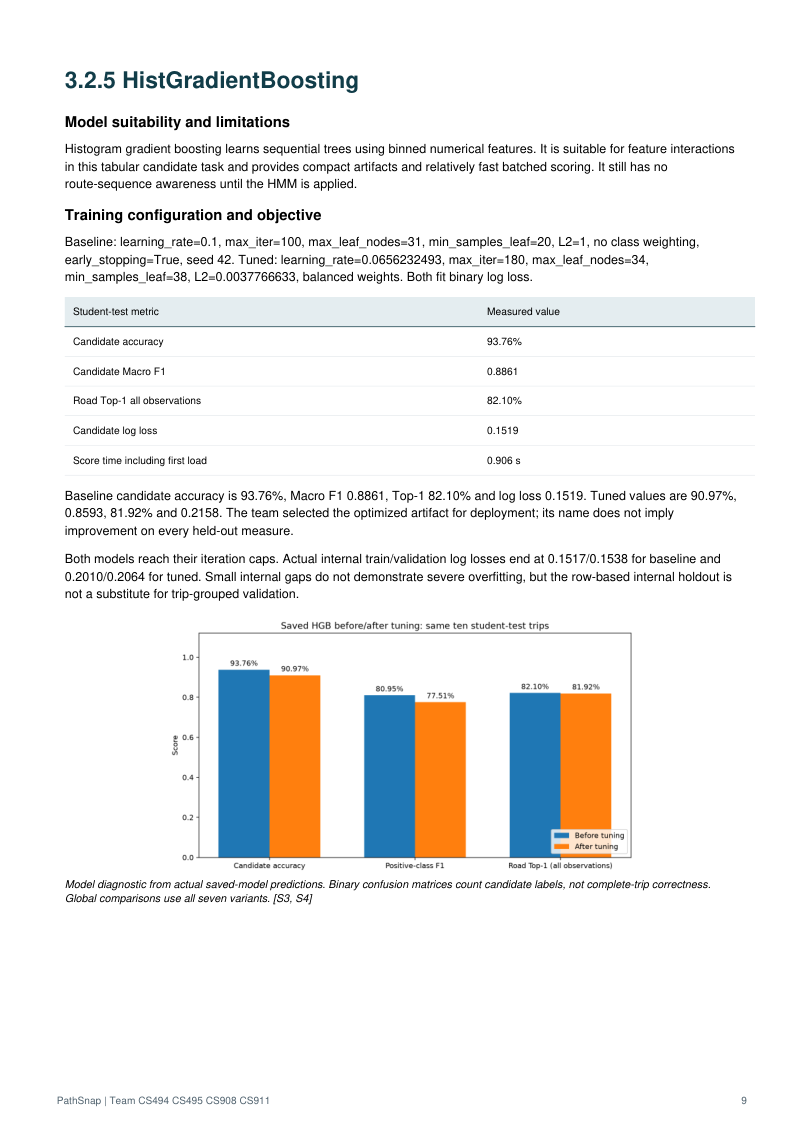 3.2.5 HistGradientBoosting
Model suitability and limitations
Histogram gradient boosting learns sequential trees using binned numerical features. It is suitable for feature interactions
in this tabular candidate task and provides compact artifacts and relatively fast batched scoring. It still has no
route-sequence awareness until the HMM is applied.
Training configuration and objective
Baseline: learning_rate=0.1, max_iter=100, max_leaf_nodes=31, min_samples_leaf=20, L2=1, no class weighting,
early_stopping=True, seed 42. Tuned: learning_rate=0.0656232493, max_iter=180, max_leaf_nodes=34,
min_samples_leaf=38, L2=0.0037766633, balanced weights. Both fit binary log loss.
Student-test metric Measured value
Candidate accuracy 93.76%
Candidate Macro F1 0.8861
Road Top-1 all observations 82.10%
Candidate log loss 0.1519
Score time including first load 0.906 s
Baseline candidate accuracy is 93.76%, Macro F1 0.8861, Top-1 82.10% and log loss 0.1519. Tuned values are 90.97%,
0.8593, 81.92% and 0.2158. The team selected the optimized artifact for deployment; its name does not imply
improvement on every held-out measure.
Both models reach their iteration caps. Actual internal train/validation log losses end at 0.1517/0.1538 for baseline and
0.2010/0.2064 for tuned. Small internal gaps do not demonstrate severe overfitting, but the row-based internal holdout is
not a substitute for trip-grouped validation.
Saved HGB before/after tuning: same ten student-test trips
1.0
0.8
0.6
0.4
0.2
0.0
Score
93.76% 90.97%
80.95% 77.51%
82.10% 81.92%
Before tuning
After tuning
Candidate accuracy Positive-class F1 Road Top-1 (all observations)
Model diagnostic from actual saved-model predictions. Binary confusion matrices count candidate labels, not complete-trip correctness.
Global comparisons use all seven variants. [S3, S4]
PathSnap | Team CS494 CS495 CS908 CS911 9